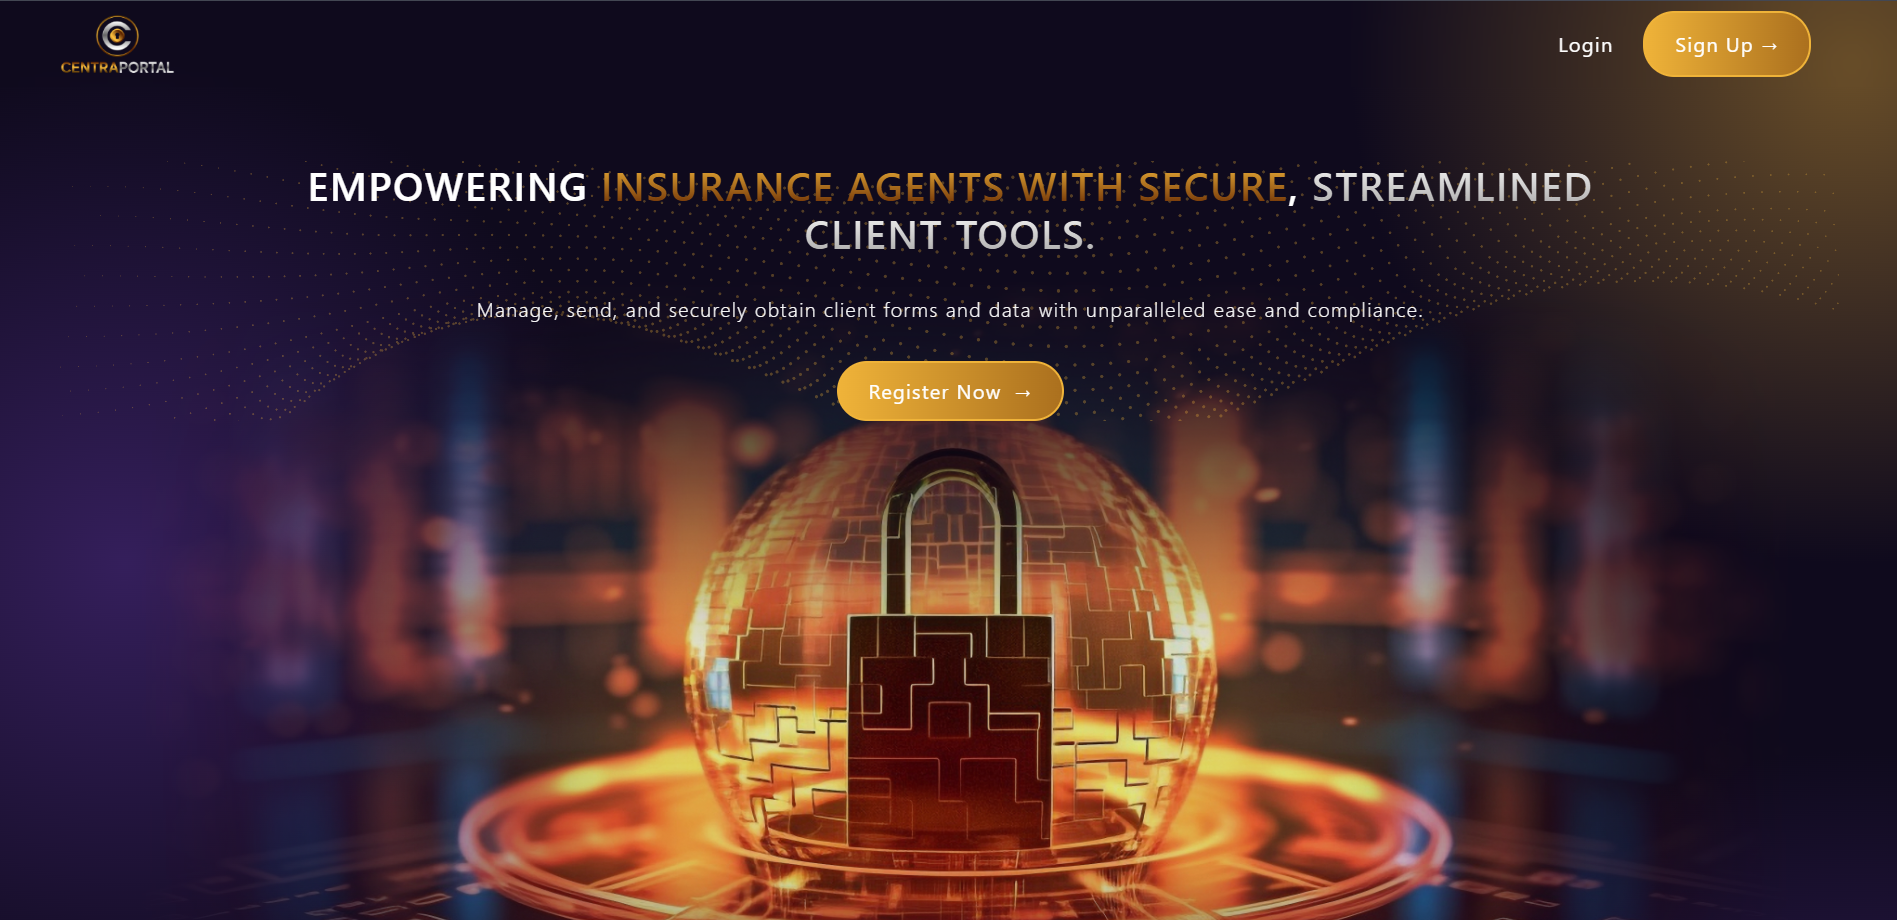 CENTRAPORTAL
Login
Sign Up →
EMPOWERING INSURANCE AGENTS WITH SECURE, STREAMLINED
CLIENT TOOLS.
Manage, send, and securely obtain client forms and data with unparalleled ease and compliance.
Register Now →